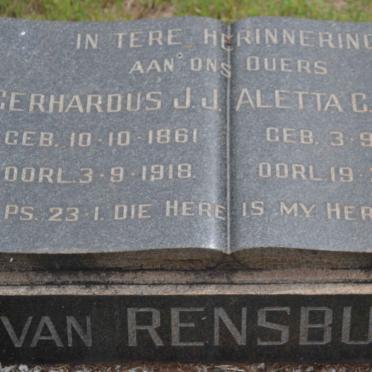 IN TERE HERINNERING
AAN ONS OUERS
GERHARDUS J.J. ALETTA C.
GEB. 10-10-1861 GEB. 3-9
OORL. 3-9-1918. OORL. 19-
PS. 23-1. DIE HERE IS MY HER
VAN RENSBU